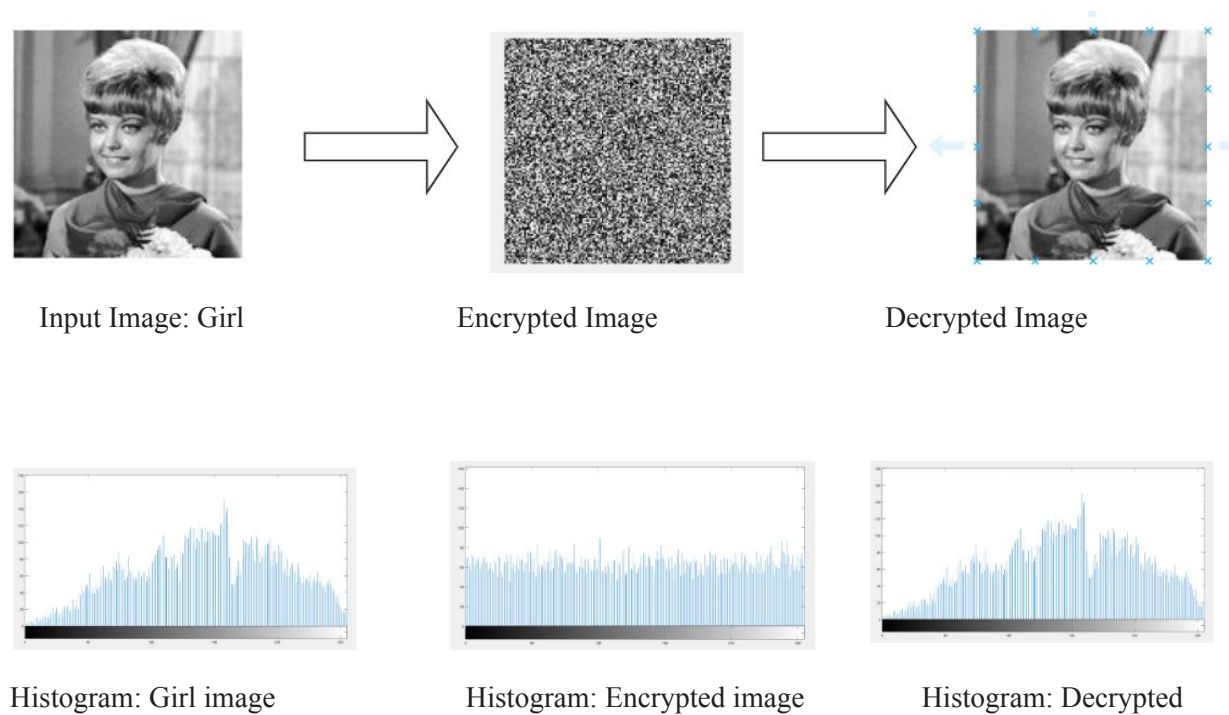 Input Image: Girl
Encrypted Image
Decrypted Image
Histogram: Girl image
Histogram: Encrypted image
Histogram: Decrypted